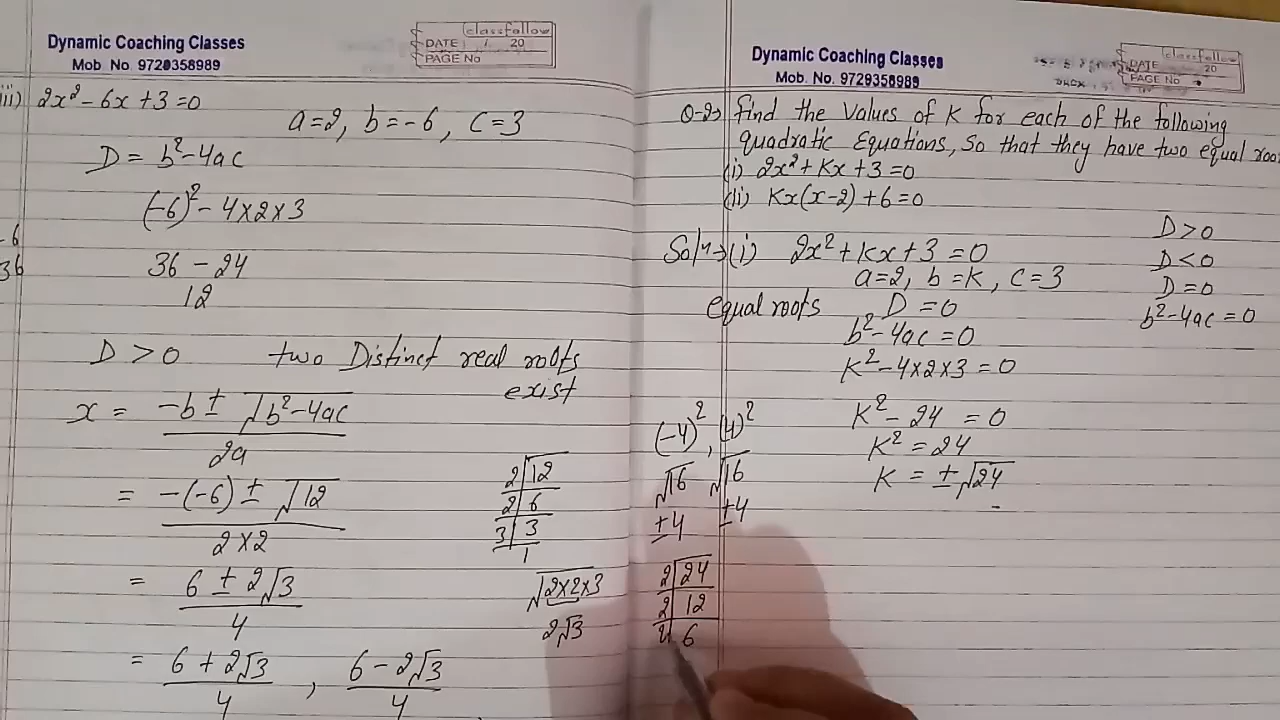 Dynamic Coaching Classes
Mob. No. 9729358989
classfollow
DATE / 20
PAGE No
iii) 2x² - 6x + 3 = 0
a = 2, b = -6, c = 3
D = b² - 4ac
(-6)² - 4×2×3
-6
36
36 - 24
12
D > 0 two Distinct real roots
exist
x = -b ± √b² - 4ac
2a
= -(-6) ± √12
2×2
= 6 ± 2√3
4
= 6 + 2√3 , 6 - 2√3
4 4
2 | 12
2 | 6
3 | 3
1
√2×2×3
2√3
Dynamic Coaching Classes
Mob. No. 9729358989
classfollow
DATE 20
PAGE No
Q-2) Find the Values of K for each of the following
quadratic Equations, So that they have two equal roo
(i) 2x² + Kx + 3 = 0
(ii) Kx(x-2) + 6 = 0
Soln → (i) 2x² + Kx + 3 = 0
a = 2, b = K, c = 3
equal roots D = 0
b² - 4ac = 0
K² - 4×2×3 = 0
K² - 24 = 0
K² = 24
K = ±√24
D > 0
D < 0
D = 0
b² - 4ac = 0
(-4)², (4)²
√16 √16
±4 ±4
2 | 24
2 | 12
2 | 6